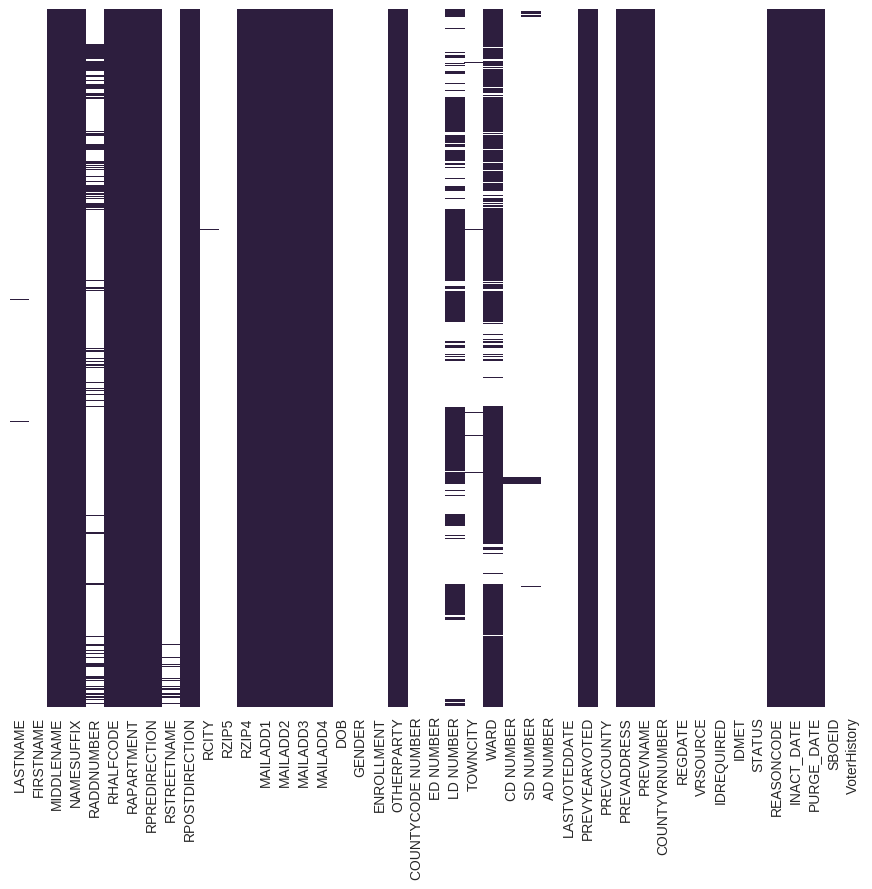 LASTNAME
FIRSTNAME
MIDDLENAME
NAMESUFFIX
RADDNUMBER
RHALFCODE
RAPARTMENT
RPREDIRECTION
RSTREETNAME
RPOSTDIRECTION
RCITY
RZIP5
RZIP4
MAILADD1
MAILADD2
MAILADD3
MAILADD4
DOB
GENDER
ENROLLMENT
OTHERPARTY
COUNTYCODE NUMBER
ED NUMBER
LD NUMBER
TOWNCITY
WARD
CD NUMBER
SD NUMBER
AD NUMBER
LASTVOTEDDATE
PREVYEARVOTED
PREVCOUNTY
PREVADDRESS
PREVNAME
COUNTYVRNUMBER
REGDATE
VRSOURCE
IDREQUIRED
IDMET
STATUS
REASONCODE
INACT_DATE
PURGE_DATE
SBOEID
VoterHistory